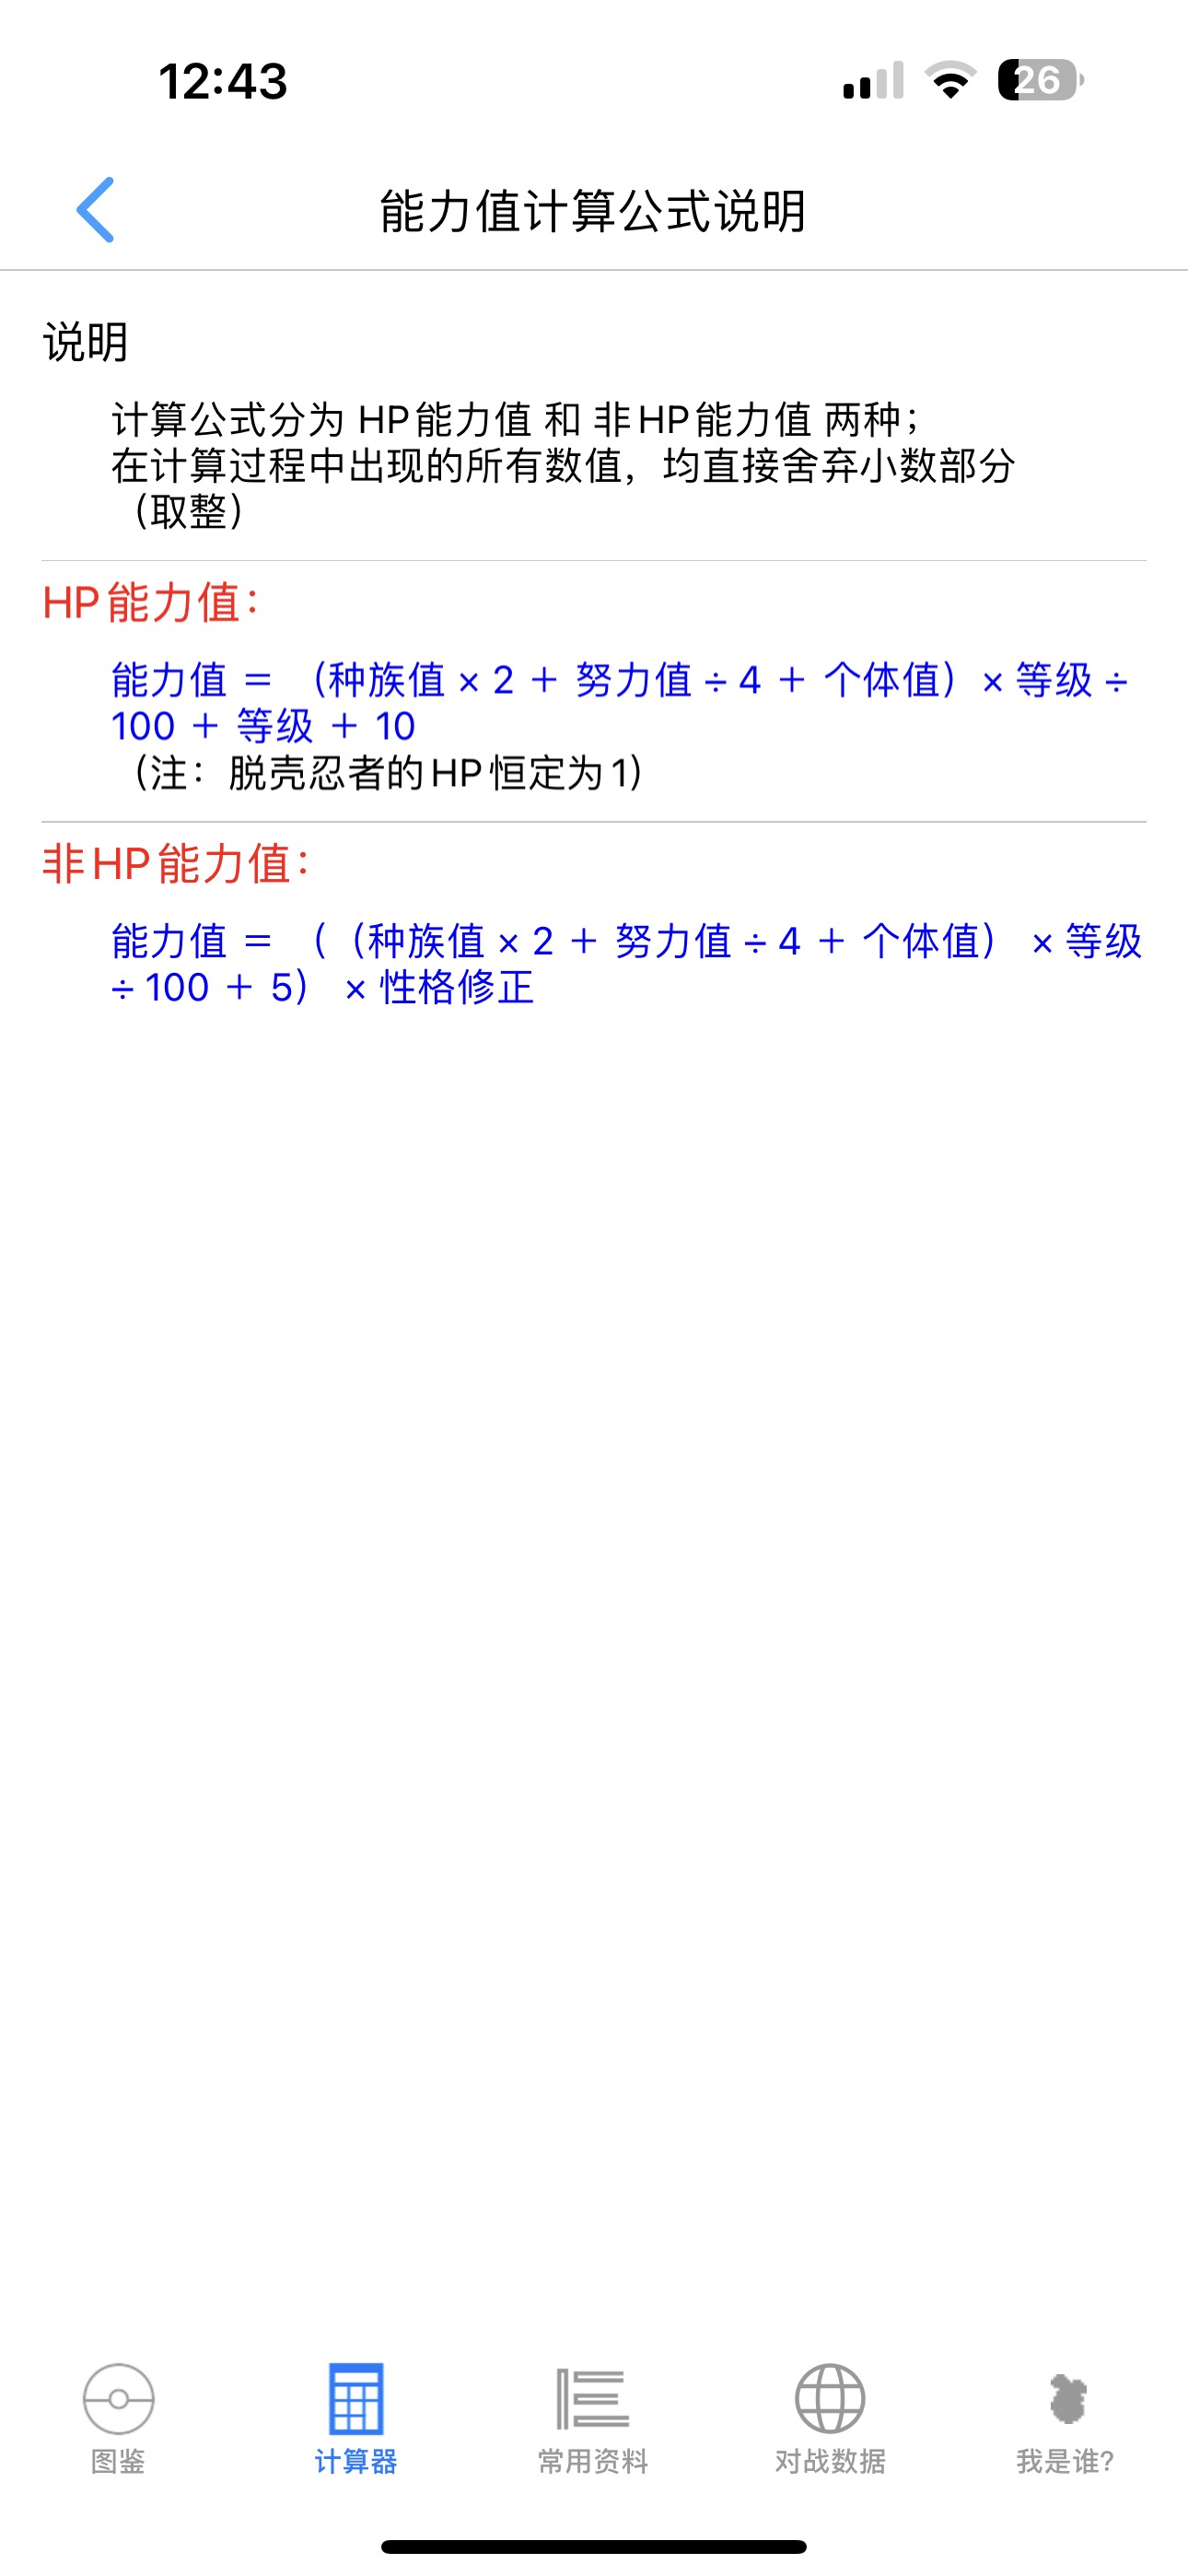 12:43
26
能力值计算公式说明
说明
计算公式分为 HP能力值 和 非HP能力值 两种；
在计算过程中出现的所有数值，均直接舍弃小数部分
（取整）
HP能力值：
能力值 ＝ （种族值 × 2 ＋ 努力值 ÷ 4 ＋ 个体值）× 等级 ÷
100 ＋ 等级 ＋ 10
（注：脱壳忍者的HP恒定为1）
非HP能力值：
能力值 ＝ （（种族值 × 2 ＋ 努力值 ÷ 4 ＋ 个体值） × 等级
÷ 100 ＋ 5） × 性格修正
图鉴
计算器
常用资料
对战数据
我是谁?